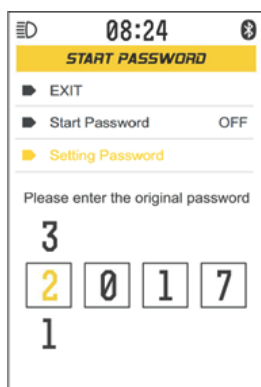 08:24
START PASSWORD
EXIT
Start Password OFF
Setting Password
Please enter the original password
3
2 0 1 7
1